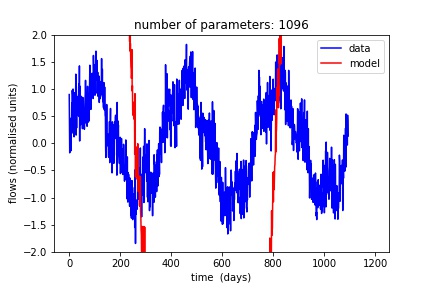 number of parameters: 1096
flows (normalised units)
2.0
1.5
1.0
0.5
0.0
−0.5
−1.0
−1.5
−2.0
data
model
0 200 400 600 800 1000 1200
time (days)